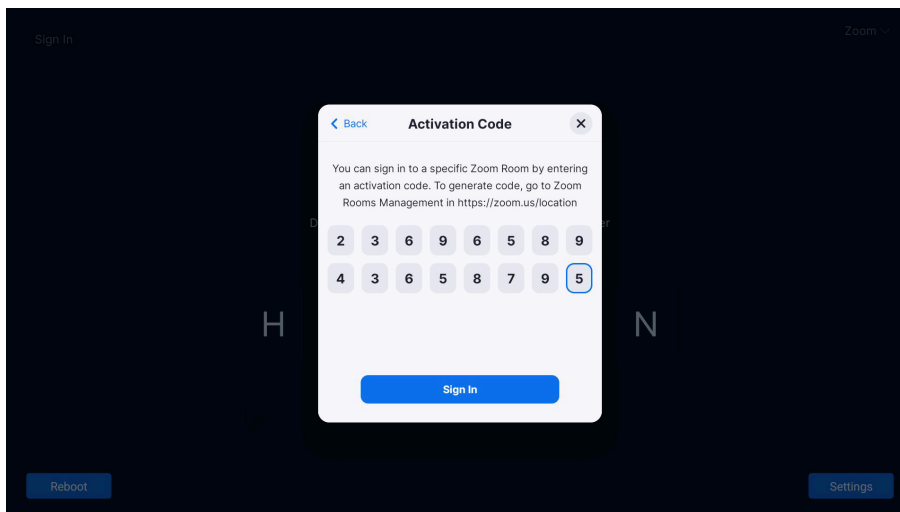 Sign In
Zoom
Back
Activation Code
You can sign in to a specific Zoom Room by entering
an activation code. To generate code, go to Zoom
Rooms Management in https://zoom.us/location
D
er
2 3 6 9 6 5 8 9
4 3 6 5 8 7 9 5
H
N
Sign In
Reboot
Settings